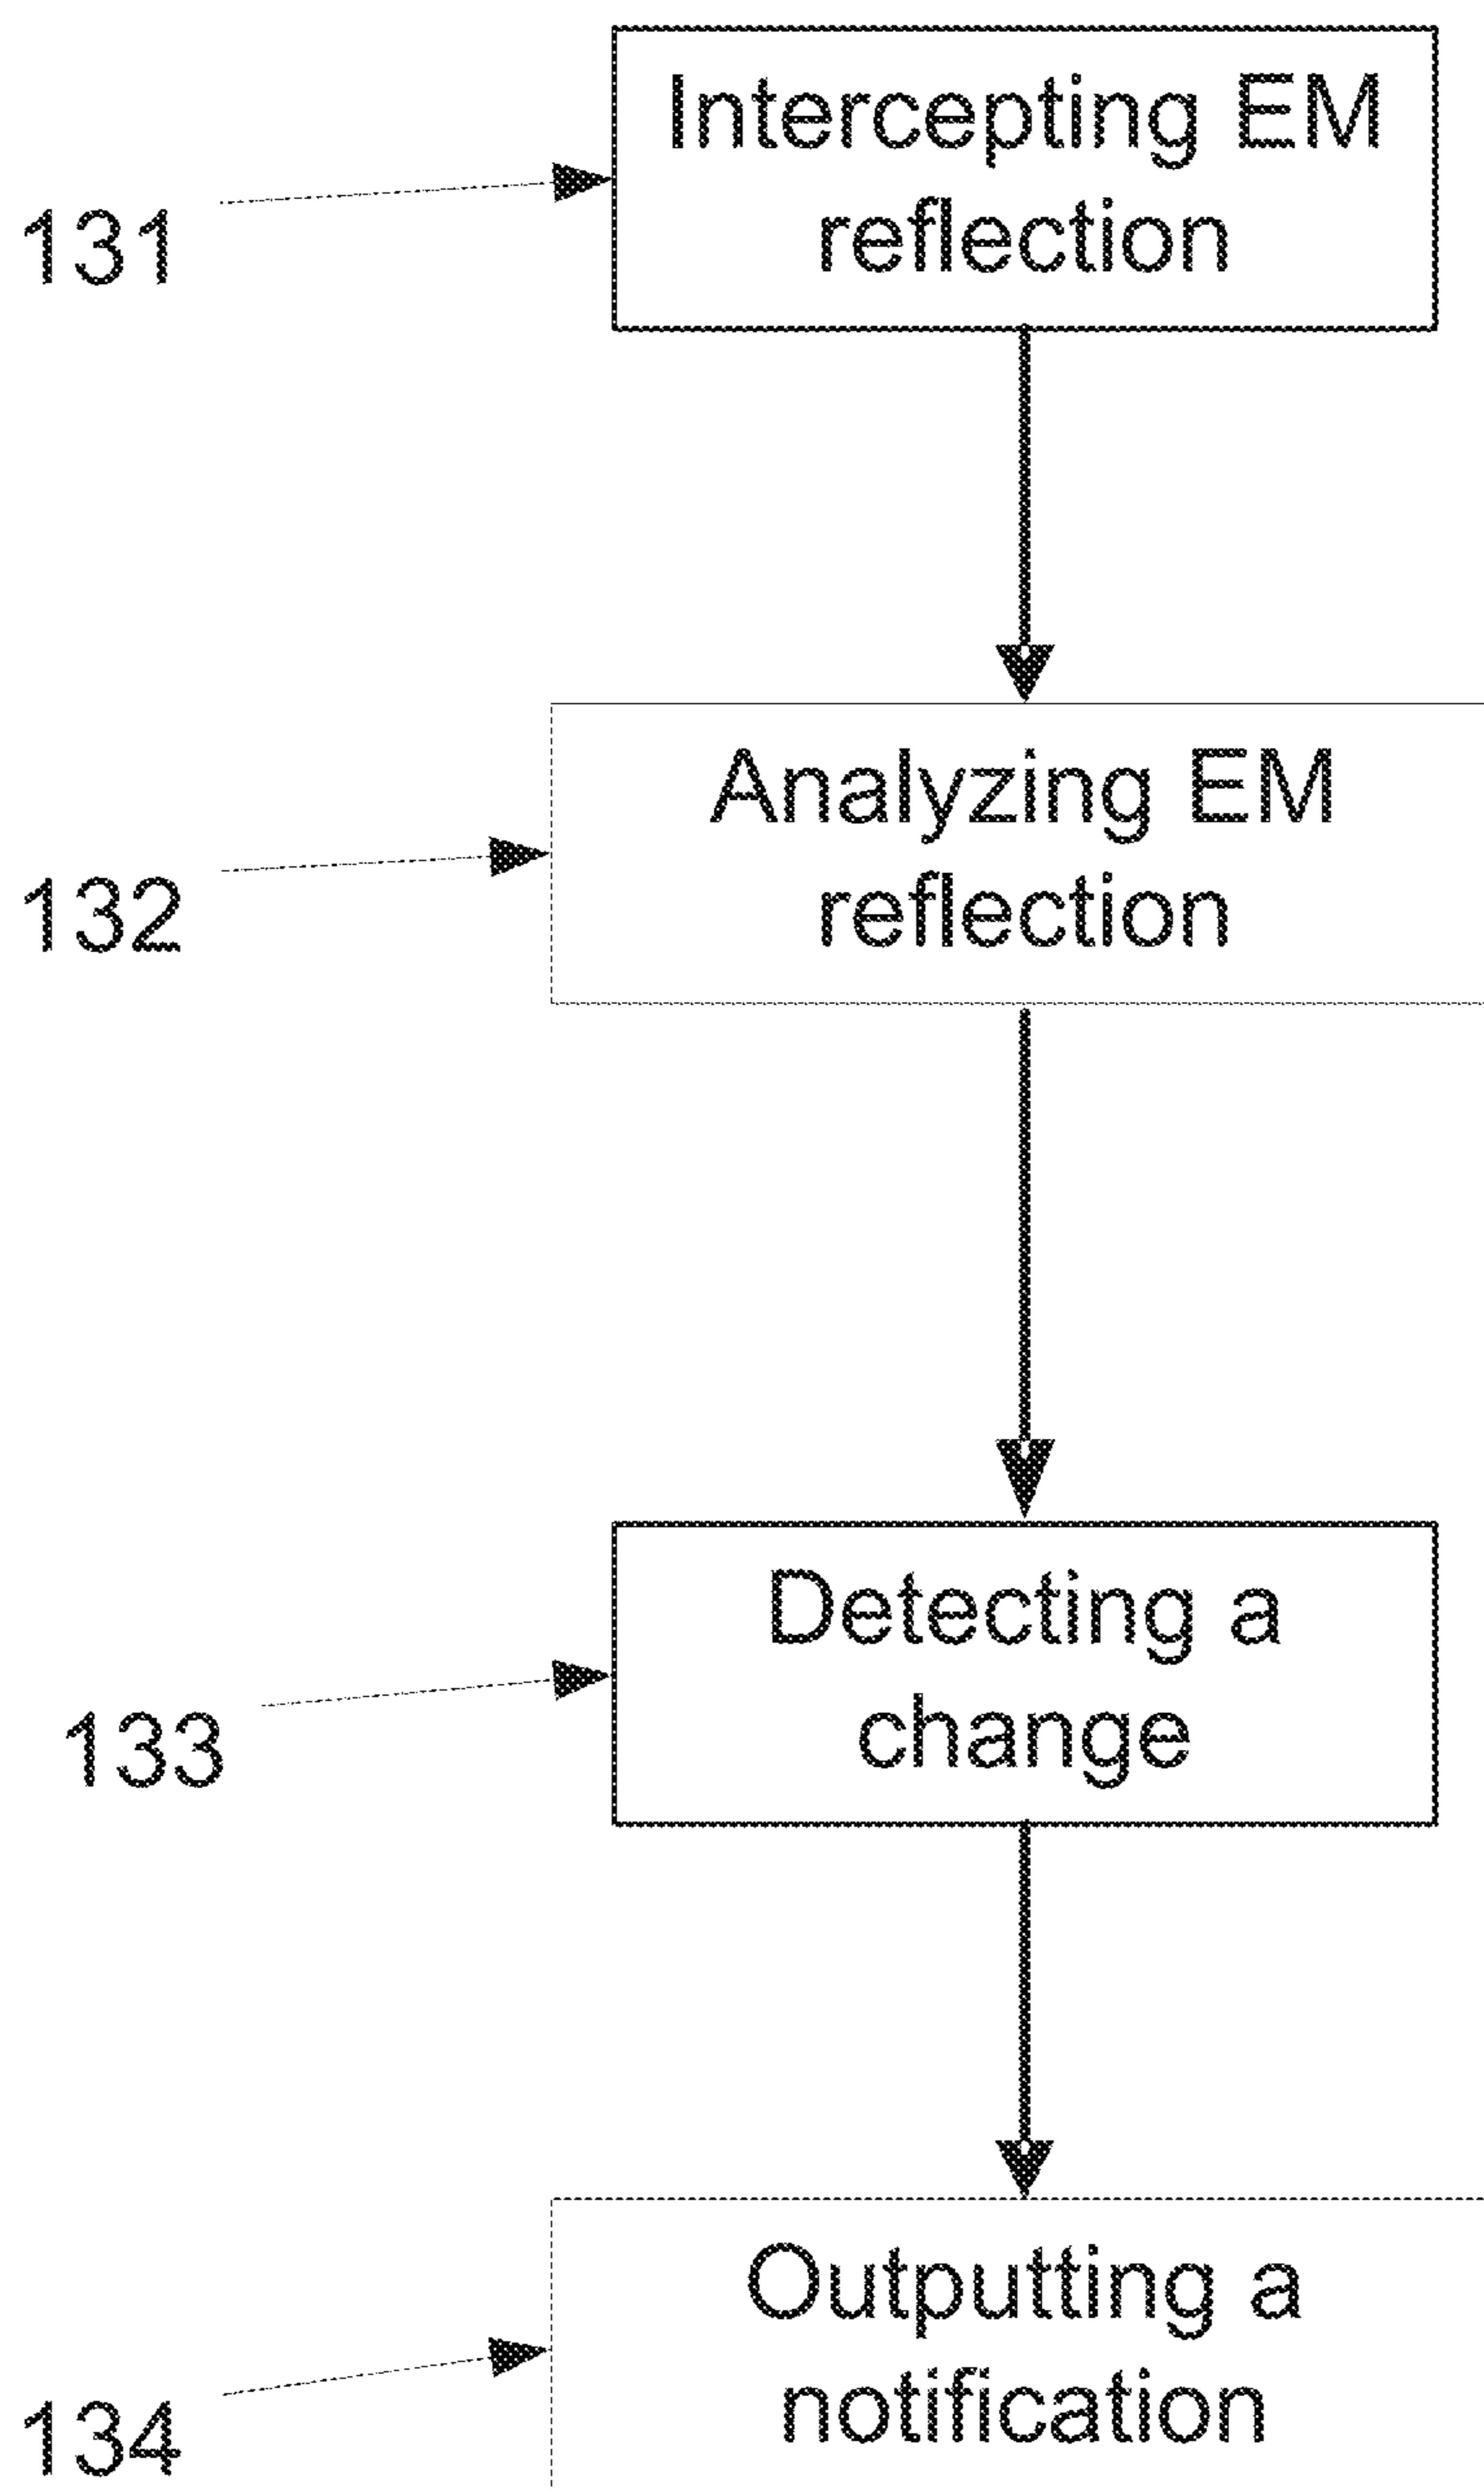 Intercepting EM
reflection
131
Analyzing EM
reflection
132
Detecting a
change
133
Outputting a
notification
134